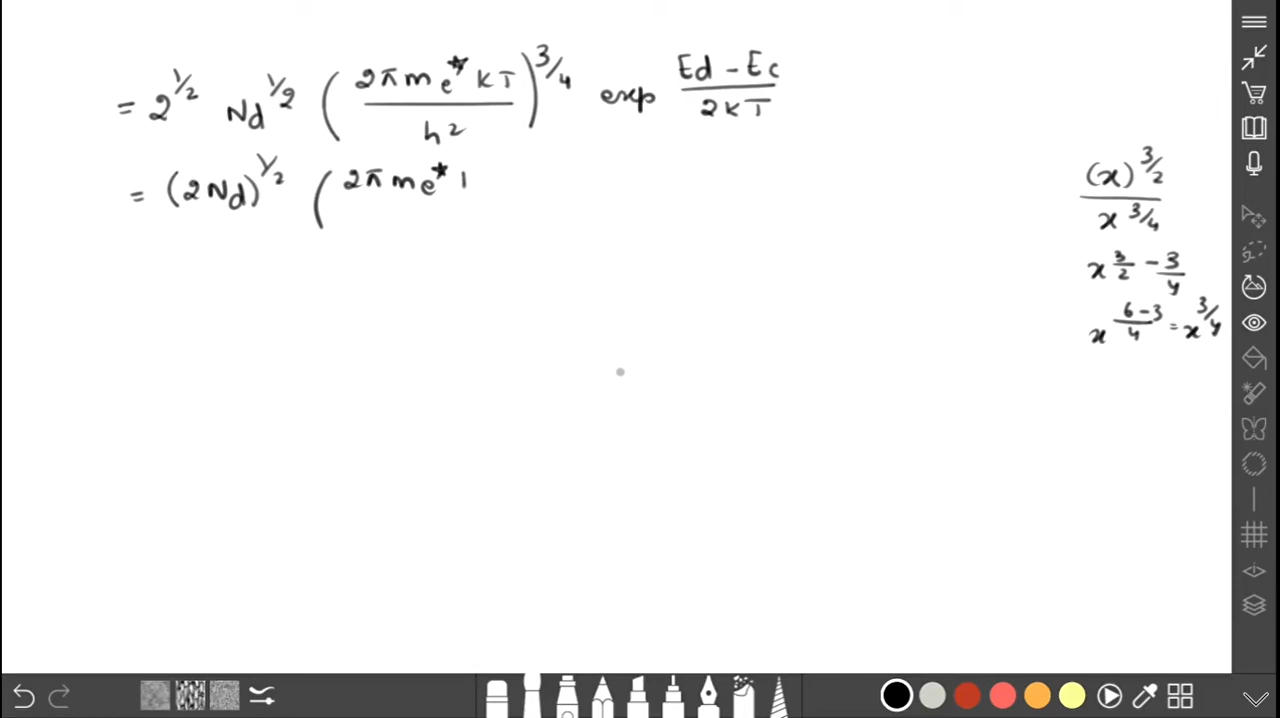 = 2^1/2 Nd^1/2 (2πme*kT / h²)^3/4 exp Ed - Ec / 2kT
= (2Nd)^1/2 (2πme* l
(x)^3/2 / x^3/4
x^3/2 - 3/4
x^6-3/4 = x^3/4